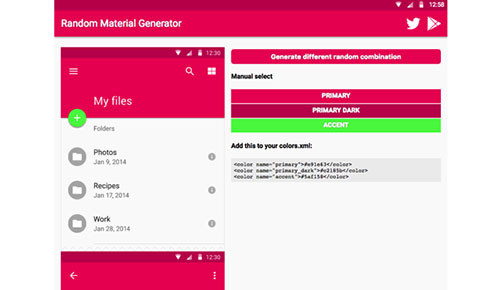 12:58
Random Material Generator
12:30
My files
Folders
Photos
Jan 9, 2014
Recipes
Jan 17, 2014
Work
Jan 28, 2014
12:30
Generate different random combination
Manual select
PRIMARY
PRIMARY DARK
ACCENT
Add this to your colors.xml:
<color name="primary">#e91e63</color>
<color name="primary_dark">#c2185b</color>
<color name="accent">#5af158</color>